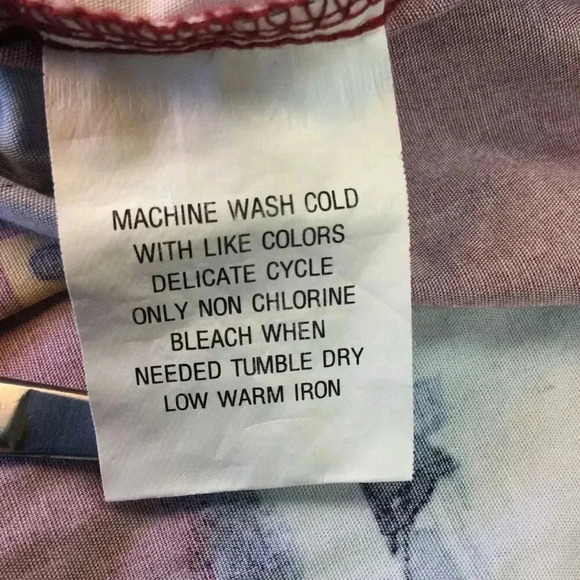 MACHINE WASH COLD
WITH LIKE COLORS
DELICATE CYCLE
ONLY NON CHLORINE
BLEACH WHEN
NEEDED TUMBLE DRY
LOW WARM IRON